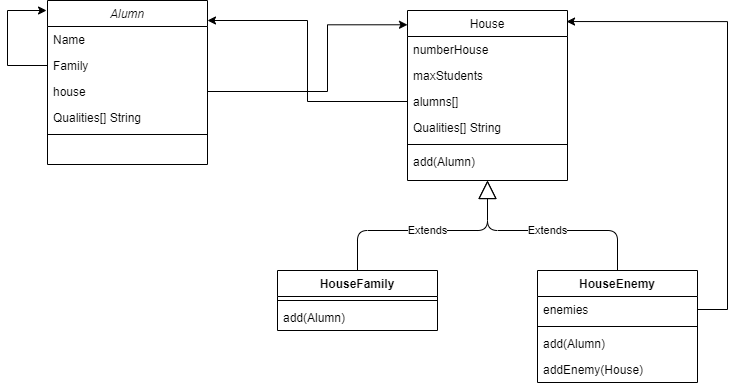 Alumn
Name
Family
house
Qualities[] String
House
numberHouse
maxStudents
alumns[]
Qualities[] String
add(Alumn)
Extends
Extends
HouseFamily
add(Alumn)
HouseEnemy
enemies
add(Alumn)
addEnemy(House)